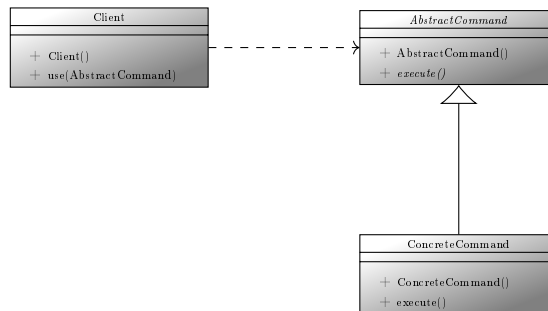 Client
+ Client()
+ use(AbstractCommand)
AbstractCommand
+ AbstractCommand()
+ execute()
ConcreteCommand
+ ConcreteCommand()
+ execute()